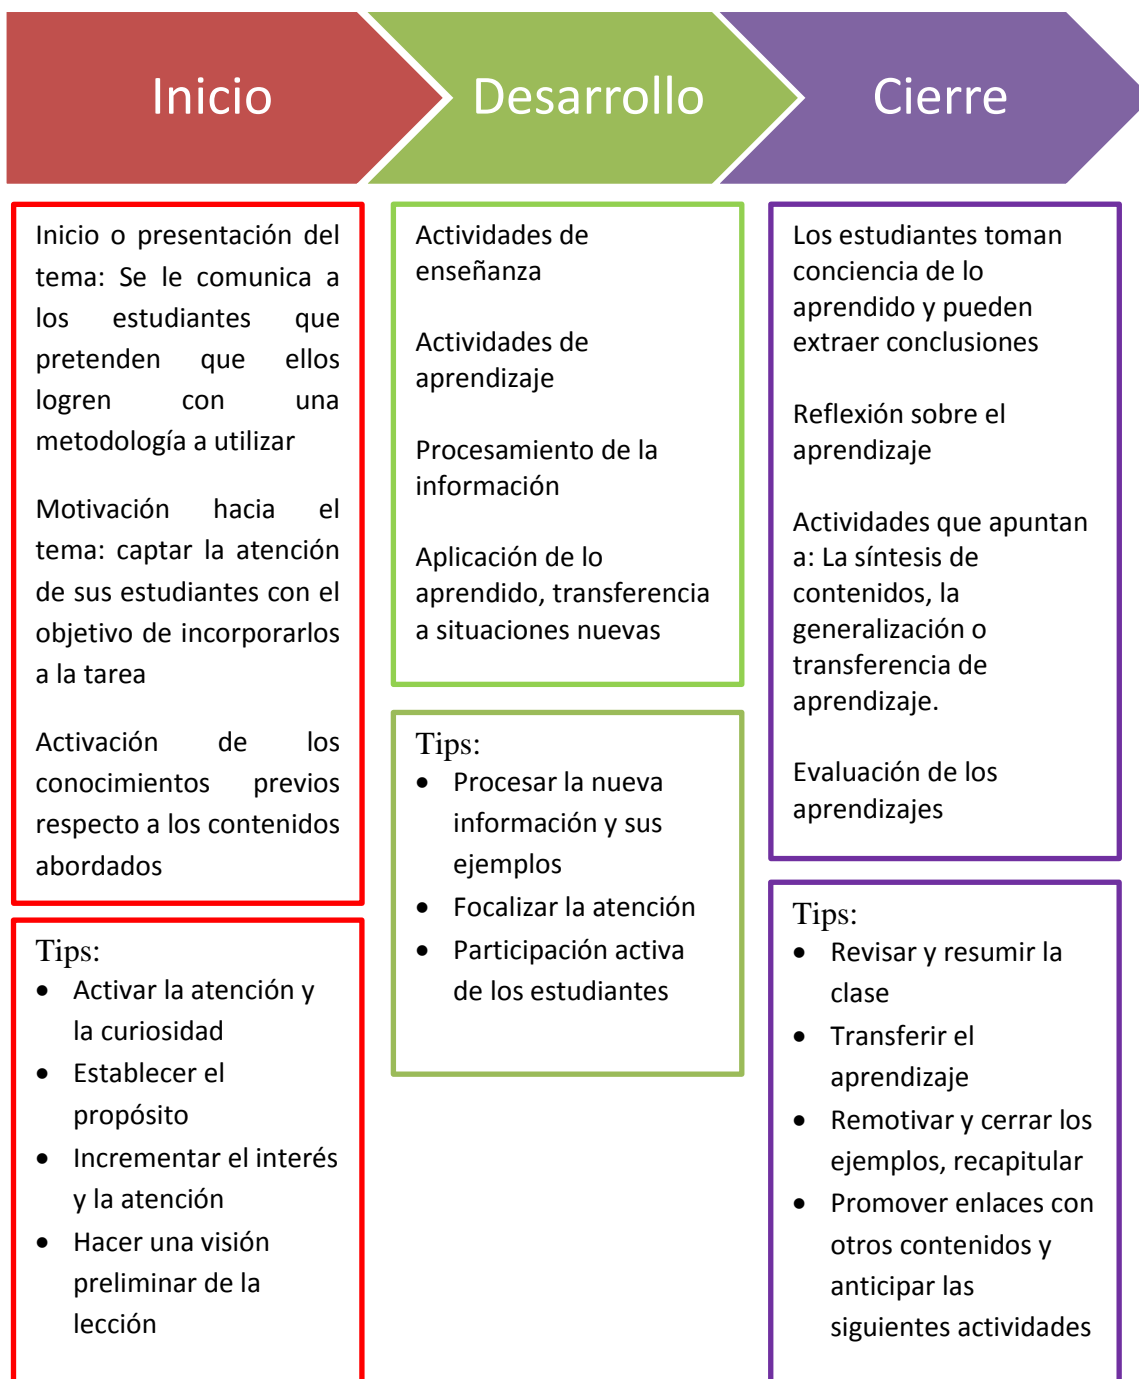 Inicio
Desarrollo
Cierre
Inicio o presentación del
tema: Se le comunica a
los estudiantes que
pretenden que ellos
logren con una
metodología a utilizar
Motivación hacia el
tema: captar la atención
de sus estudiantes con el
objetivo de incorporarlos
a la tarea
Activación de los
conocimientos previos
respecto a los contenidos
abordados
Tips:
• Activar la atención y
la curiosidad
• Establecer el
propósito
• Incrementar el interés
y la atención
• Hacer una visión
preliminar de la
lección
Actividades de
enseñanza
Actividades de
aprendizaje
Procesamiento de la
información
Aplicación de lo
aprendido, transferencia
a situaciones nuevas
Tips:
• Procesar la nueva
información y sus
ejemplos
• Focalizar la atención
• Participación activa
de los estudiantes
Los estudiantes toman
conciencia de lo
aprendido y pueden
extraer conclusiones
Reflexión sobre el
aprendizaje
Actividades que apuntan
a: La síntesis de
contenidos, la
generalización o
transferencia de
aprendizaje.
Evaluación de los
aprendizajes
Tips:
• Revisar y resumir la
clase
• Transferir el
aprendizaje
• Remotivar y cerrar los
ejemplos, recapitular
• Promover enlaces con
otros contenidos y
anticipar las
siguientes actividades